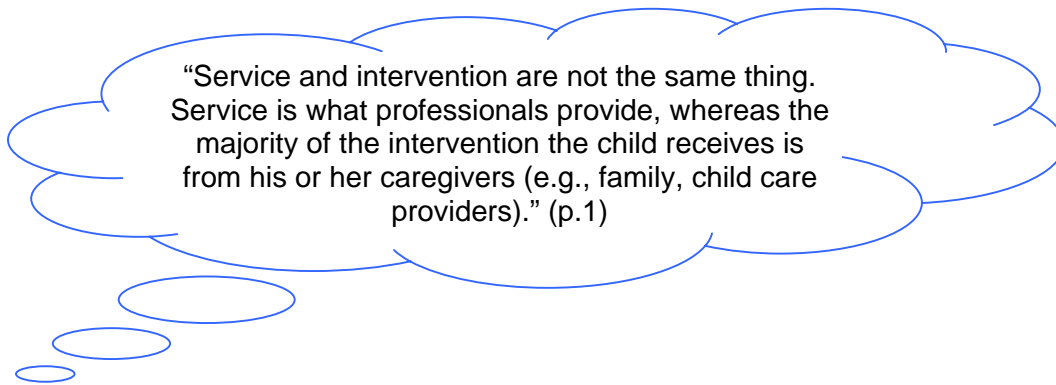 “Service and intervention are not the same thing.
Service is what professionals provide, whereas the
majority of the intervention the child receives is
from his or her caregivers (e.g., family, child care
providers).” (p.1)